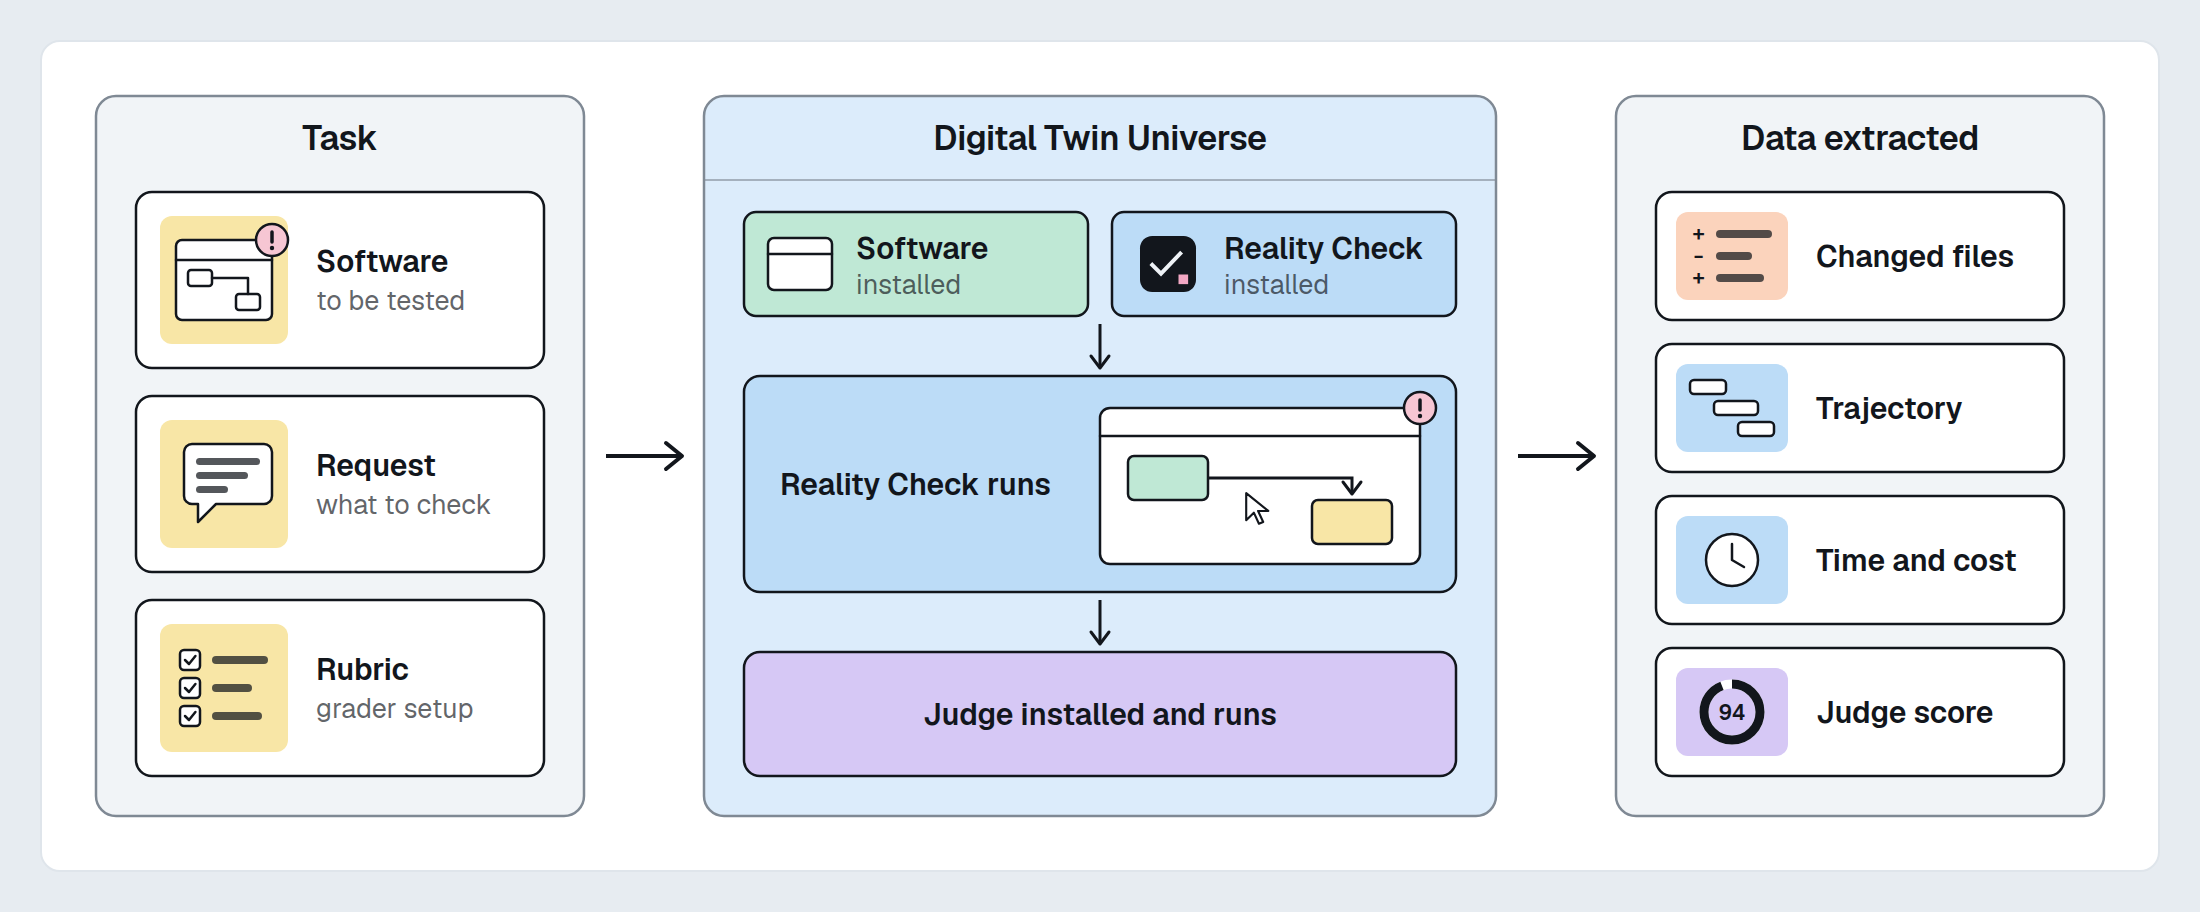 Task
Software
to be tested
Request
what to check
Rubric
grader setup
Digital Twin Universe
Software
installed
Reality Check
installed
Reality Check runs
Judge installed and runs
Data extracted
Changed files
Trajectory
Time and cost
94
Judge score